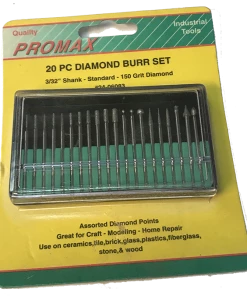 Quality
Industrial
Tools
PROMAX
20 PC DIAMOND BURR SET
3/32" Shank - Standard - 150 Grit Diamond
Assorted Diamond Points
Great for Craft - Modeling - Home Repair
Use on ceramics,tile,brick,glass,plastics,fiberglass,
stone,& wood